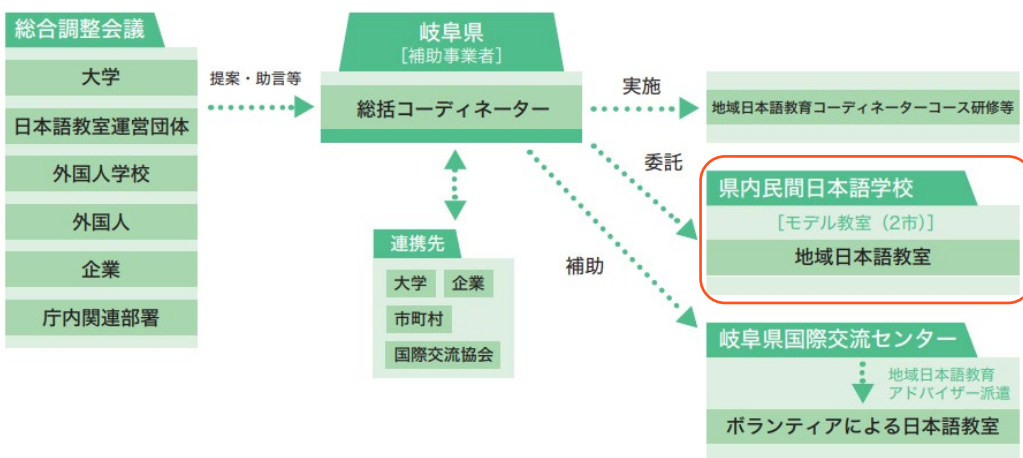 総合調整会議
大学
日本語教室運営団体
外国人学校
外国人
企業
庁内関連部署
提案・助言等
岐阜県
[補助事業者]
総括コーディネーター
連携先
大学 企業
市町村
国際交流協会
実施
地域日本語教育コーディネーターコース研修等
委託
県内民間日本語学校
[モデル教室（2市）]
地域日本語教室
補助
岐阜県国際交流センター
地域日本語教育
アドバイザー派遣
ボランティアによる日本語教室